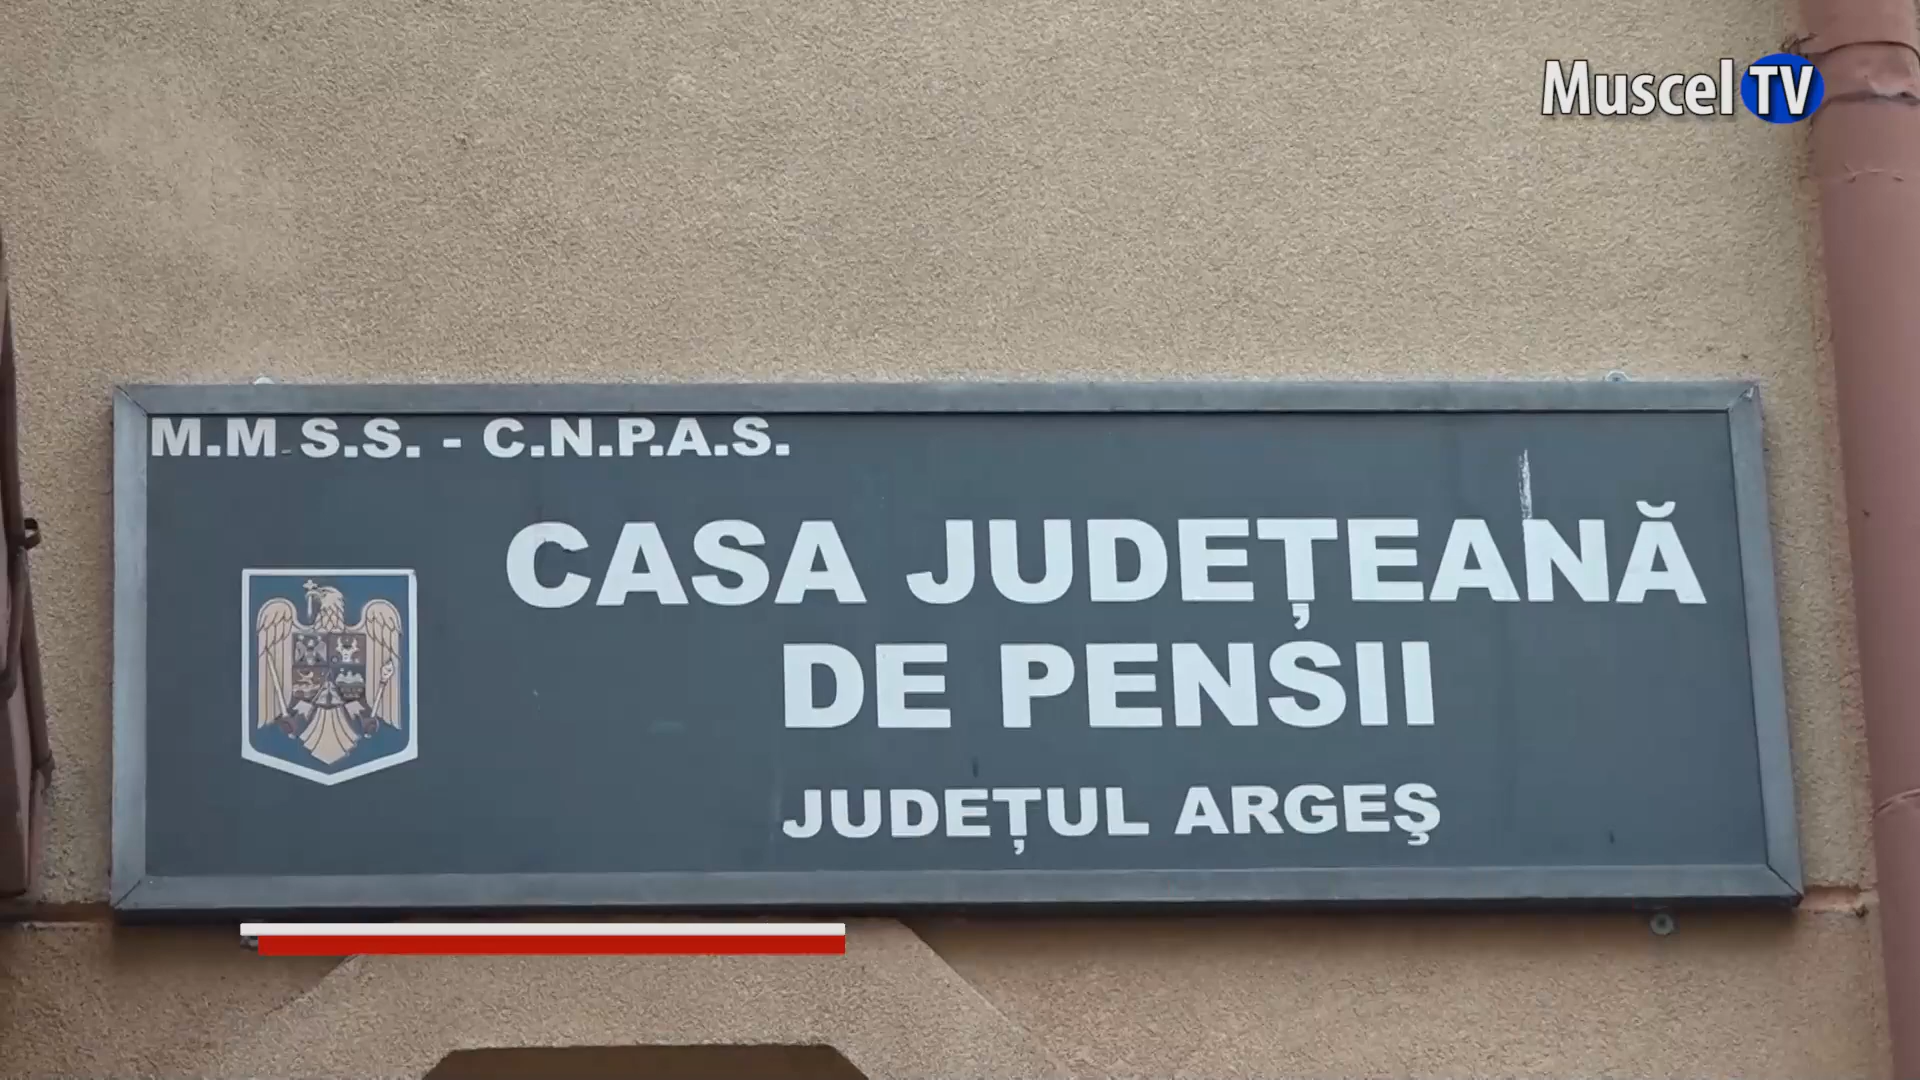 Muscel TV
M.M.S.S. - C.N.P.A.S.
CASA JUDEȚEANĂ
DE PENSII
JUDEȚUL ARGEŞ